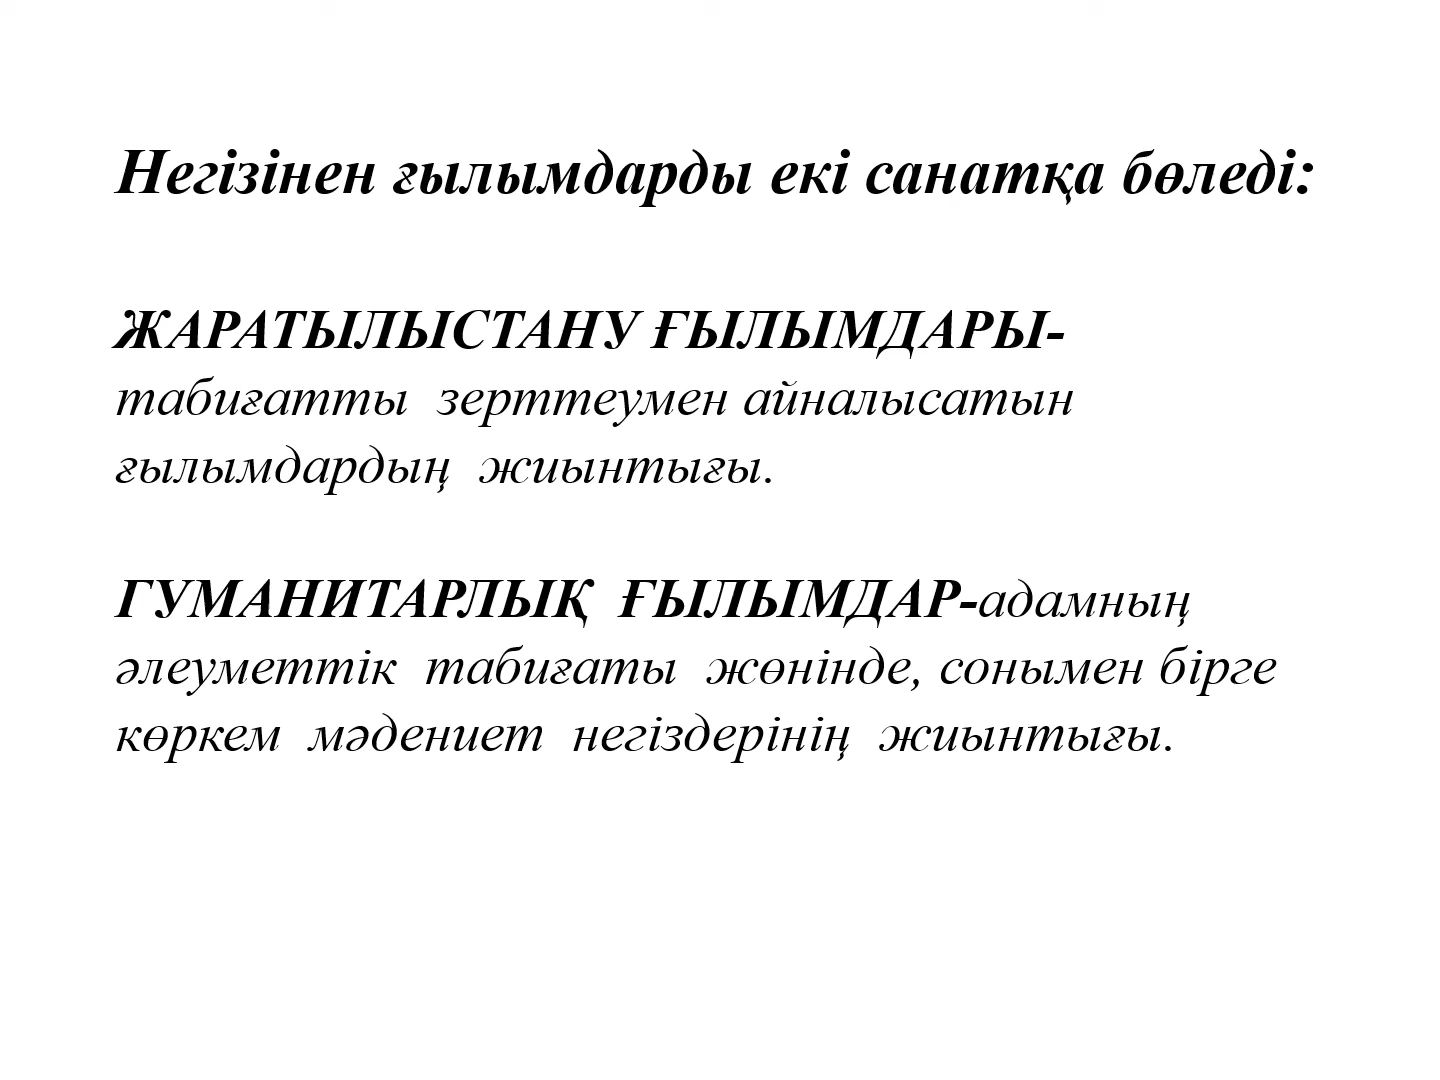 Негізінен ғылымдарды екі санатқа бөледі:
ЖАРАТЫЛЫСТАНУ ҒЫЛЫМДАРЫ-
табиғатты зерттеумен айналысатын
ғылымдардың жиынтығы.
ГУМАНИТАРЛЫҚ ҒЫЛЫМДАР-адамның
әлеуметтік табиғаты жөнінде, сонымен бірге
көркем мәдениет негіздерінің жиынтығы.